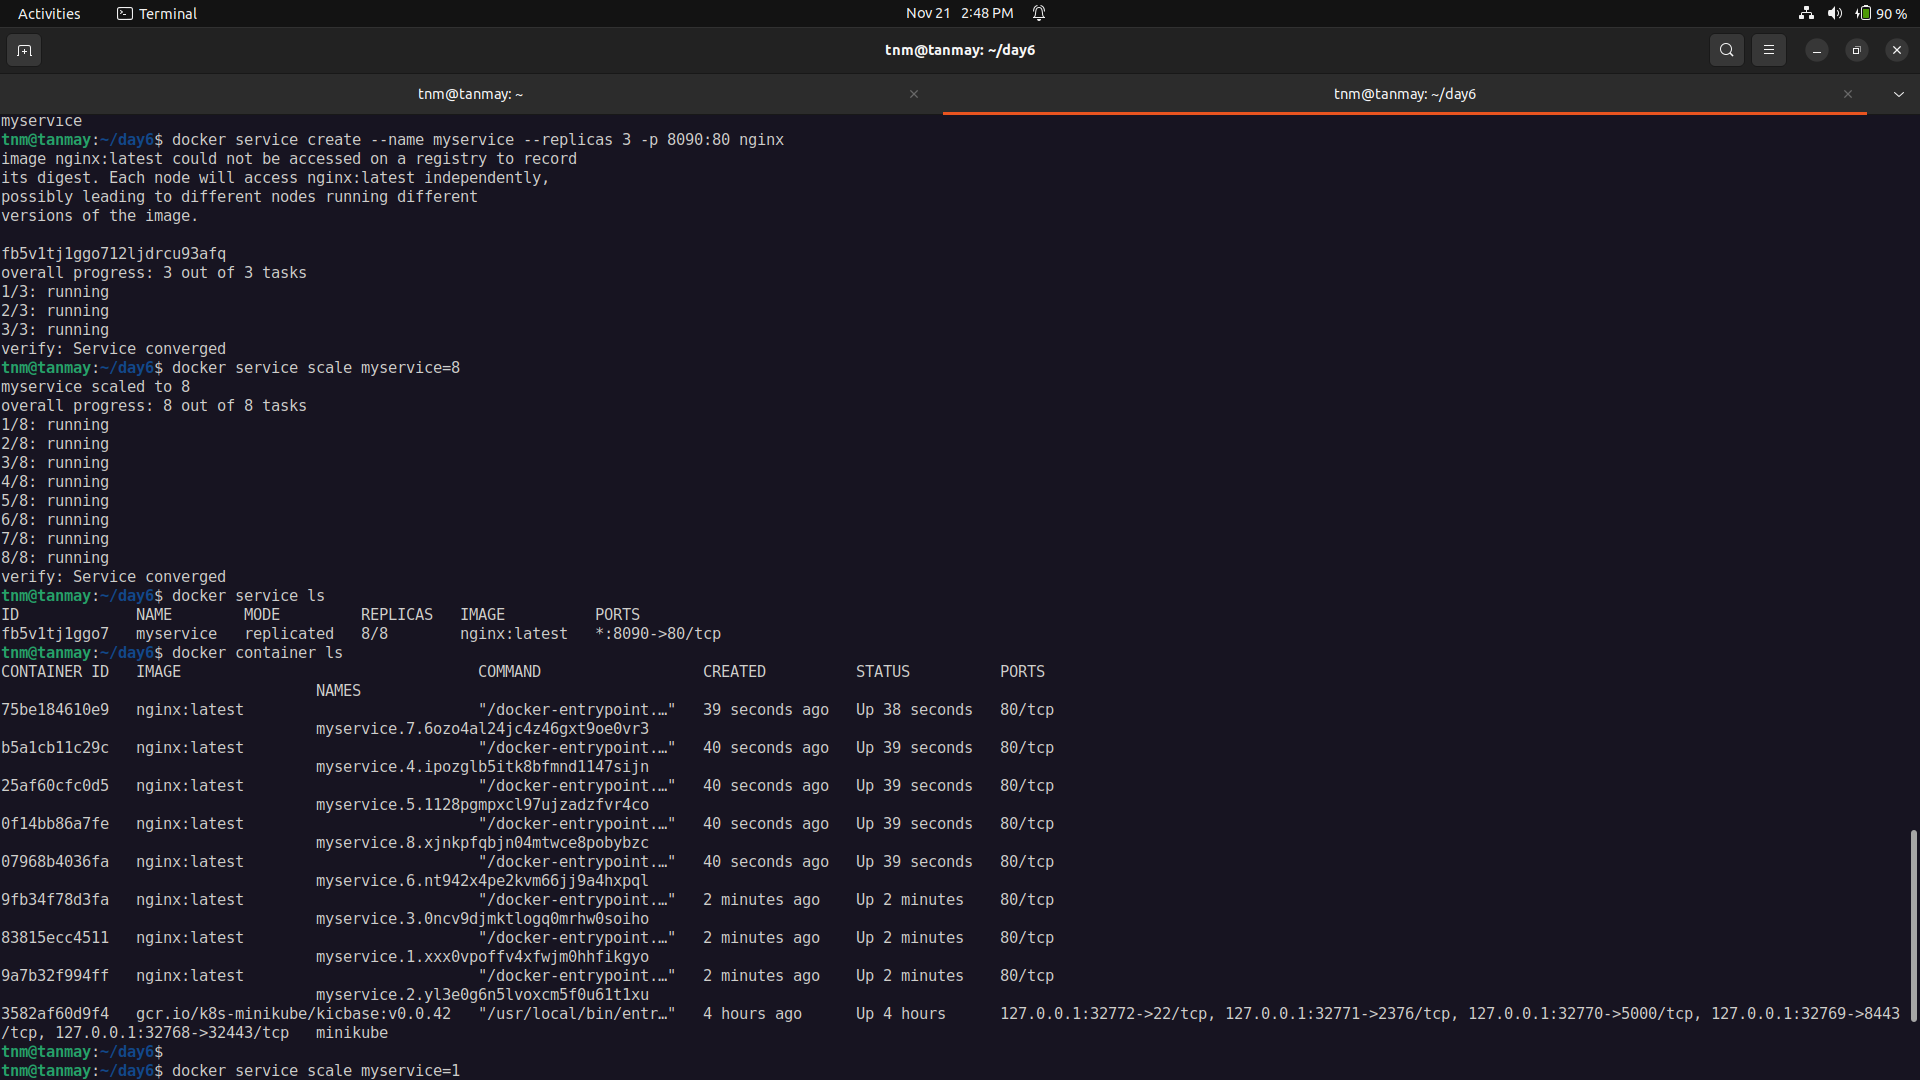 Activities Terminal Nov 21 2:48 PM 90 %
tnm@tanmay: ~/day6
tnm@tanmay: ~ tnm@tanmay: ~/day6
myservice
tnm@tanmay:~/day6$ docker service create --name myservice --replicas 3 -p 8090:80 nginx
image nginx:latest could not be accessed on a registry to record
its digest. Each node will access nginx:latest independently,
possibly leading to different nodes running different
versions of the image.
fb5v1tj1ggo712ljdrcu93afq
overall progress: 3 out of 3 tasks
1/3: running
2/3: running
3/3: running
verify: Service converged
tnm@tanmay:~/day6$ docker service scale myservice=8
myservice scaled to 8
overall progress: 8 out of 8 tasks
1/8: running
2/8: running
3/8: running
4/8: running
5/8: running
6/8: running
7/8: running
8/8: running
verify: Service converged
tnm@tanmay:~/day6$ docker service ls
ID NAME MODE REPLICAS IMAGE PORTS
fb5v1tj1ggo7 myservice replicated 8/8 nginx:latest *:8090->80/tcp
tnm@tanmay:~/day6$ docker container ls
CONTAINER ID IMAGE COMMAND CREATED STATUS PORTS
NAMES
75be184610e9 nginx:latest "/docker-entrypoint.…" 39 seconds ago Up 38 seconds 80/tcp
myservice.7.6ozo4al24jc4z46gxt9oe0vr3
b5a1cb11c29c nginx:latest "/docker-entrypoint.…" 40 seconds ago Up 39 seconds 80/tcp
myservice.4.ipozglb5itk8bfmnd1147sijn
25af60cfc0d5 nginx:latest "/docker-entrypoint.…" 40 seconds ago Up 39 seconds 80/tcp
myservice.5.1128pgmpxcl97ujzadzfvr4co
0f14bb86a7fe nginx:latest "/docker-entrypoint.…" 40 seconds ago Up 39 seconds 80/tcp
myservice.8.xjnkpfqbjn04mtwce8pobybzc
07968b4036fa nginx:latest "/docker-entrypoint.…" 40 seconds ago Up 39 seconds 80/tcp
myservice.6.nt942x4pe2kvm66jj9a4hxpql
9fb34f78d3fa nginx:latest "/docker-entrypoint.…" 2 minutes ago Up 2 minutes 80/tcp
myservice.3.0ncv9djmktlogq0mrhw0soiho
83815ecc4511 nginx:latest "/docker-entrypoint.…" 2 minutes ago Up 2 minutes 80/tcp
myservice.1.xxx0vpoffv4xfwjm0hhfikgyo
9a7b32f994ff nginx:latest "/docker-entrypoint.…" 2 minutes ago Up 2 minutes 80/tcp
myservice.2.yl3e0g6n5lvoxcm5f0u61t1xu
3582af60d9f4 gcr.io/k8s-minikube/kicbase:v0.0.42 "/usr/local/bin/entr…" 4 hours ago Up 4 hours 127.0.0.1:32772->22/tcp, 127.0.0.1:32771->2376/tcp, 127.0.0.1:32770->5000/tcp, 127.0.0.1:32769->8443
/tcp, 127.0.0.1:32768->32443/tcp minikube
tnm@tanmay:~/day6$
tnm@tanmay:~/day6$ docker service scale myservice=1